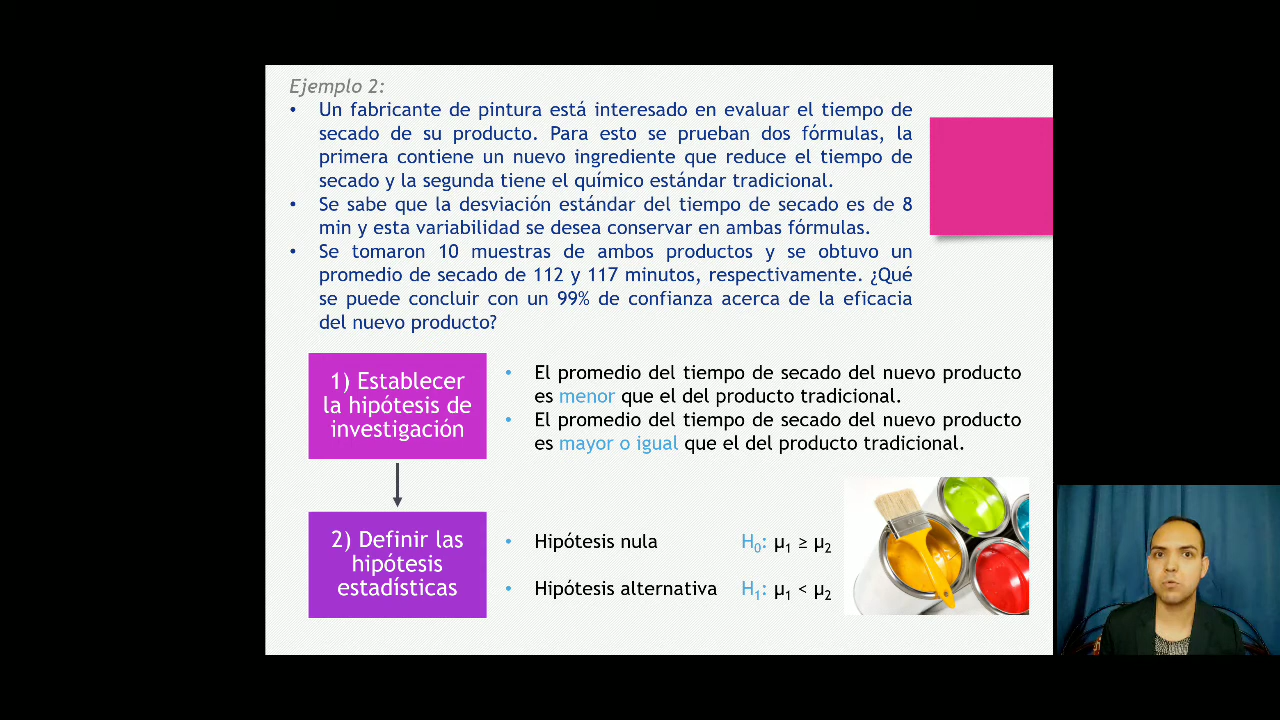 Ejemplo 2:
• Un fabricante de pintura está interesado en evaluar el tiempo de
secado de su producto. Para esto se prueban dos fórmulas, la
primera contiene un nuevo ingrediente que reduce el tiempo de
secado y la segunda tiene el químico estándar tradicional.
• Se sabe que la desviación estándar del tiempo de secado es de 8
min y esta variabilidad se desea conservar en ambas fórmulas.
• Se tomaron 10 muestras de ambos productos y se obtuvo un
promedio de secado de 112 y 117 minutos, respectivamente. ¿Qué
se puede concluir con un 99% de confianza acerca de la eficacia
del nuevo producto?
1) Establecer
la hipótesis de
investigación
• El promedio del tiempo de secado del nuevo producto
es menor que el del producto tradicional.
• El promedio del tiempo de secado del nuevo producto
es mayor o igual que el del producto tradicional.
2) Definir las
hipótesis
estadísticas
• Hipótesis nula H₀: µ₁ ≥ µ₂
• Hipótesis alternativa H₁: µ₁ < µ₂